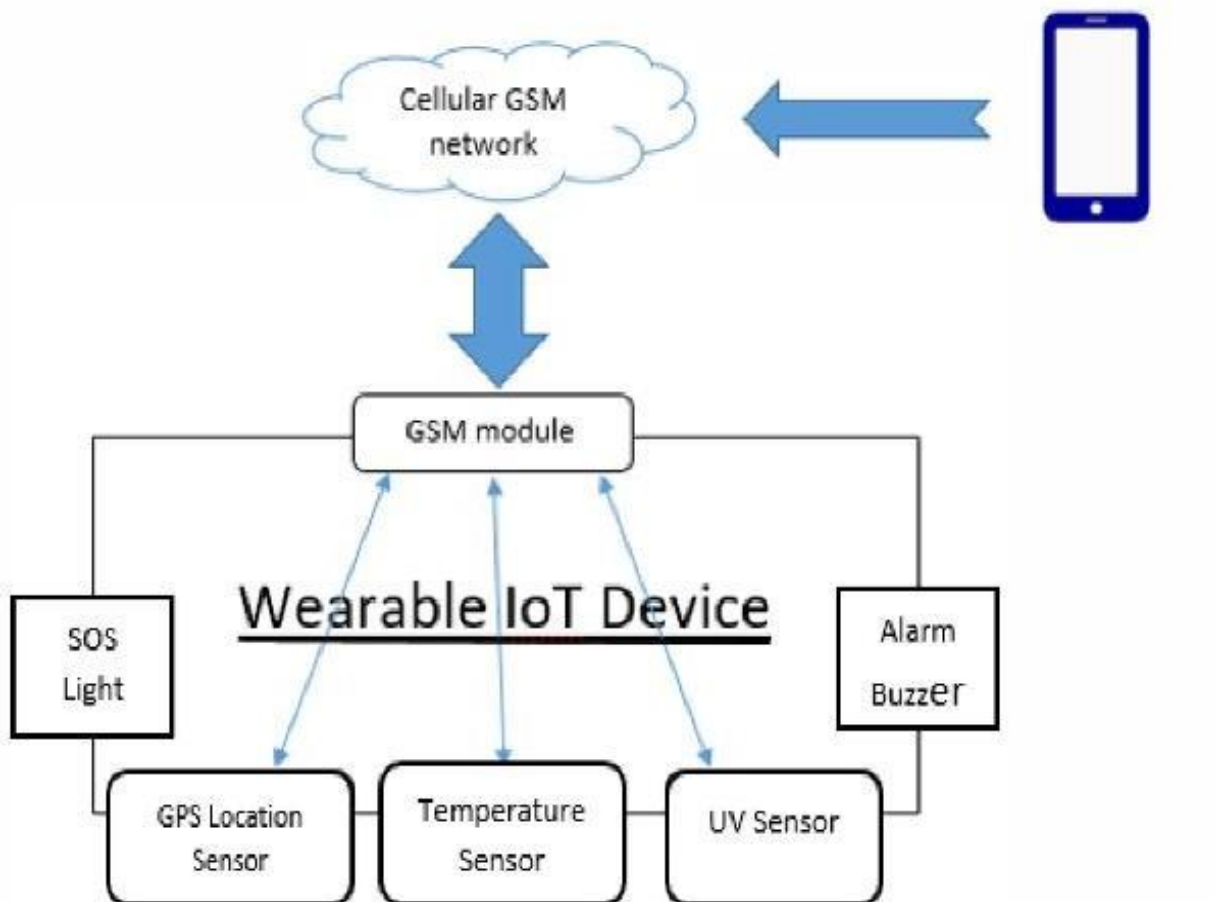 Cellular GSM
network
GSM module
Wearable IoT Device
SOS
Light
Alarm
Buzzer
GPS Location
Sensor
Temperature
Sensor
UV Sensor